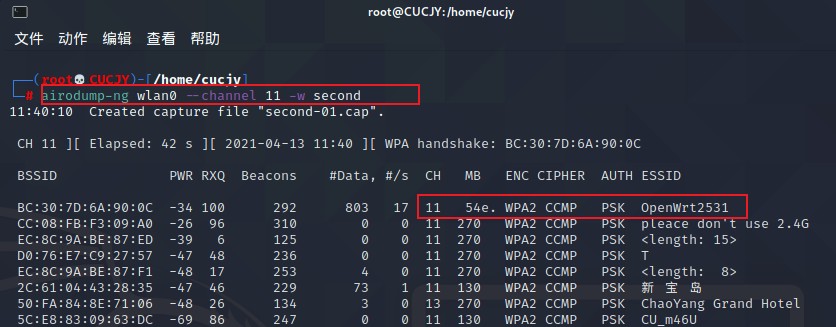 root@CUCJY:/home/cucjy
文件 动作 编辑 查看 帮助
(root💀CUCJY)-[/home/cucjy]
# airodump-ng wlan0 --channel 11 -w second
11:40:10 Created capture file "second-01.cap".
CH 11 ][ Elapsed: 42 s ][ 2021-04-13 11:40 ][ WPA handshake: BC:30:7D:6A:90:0C
BSSID PWR RXQ Beacons #Data, #/s CH MB ENC CIPHER AUTH ESSID
BC:30:7D:6A:90:0C -34 100 292 803 17 11 54e. WPA2 CCMP PSK OpenWrt2531
CC:08:FB:F3:09:A0 -26 96 310 0 0 11 270 WPA2 CCMP PSK pleace don't use 2.4G
EC:8C:9A:BE:87:ED -39 6 125 0 0 11 270 WPA2 CCMP PSK <length: 15>
D0:76:E7:C9:27:57 -47 48 236 0 0 11 270 WPA2 CCMP PSK T
EC:8C:9A:BE:87:F1 -48 17 253 4 0 11 270 WPA2 CCMP PSK <length: 8>
2C:61:04:43:28:35 -47 46 229 73 1 11 130 WPA2 CCMP PSK 新 宝 岛
50:FA:84:8E:71:06 -48 26 134 3 0 13 270 WPA2 CCMP PSK ChaoYang Grand Hotel
5C:E8:83:09:63:DC -69 86 247 0 0 11 130 WPA2 CCMP PSK CU_m46U